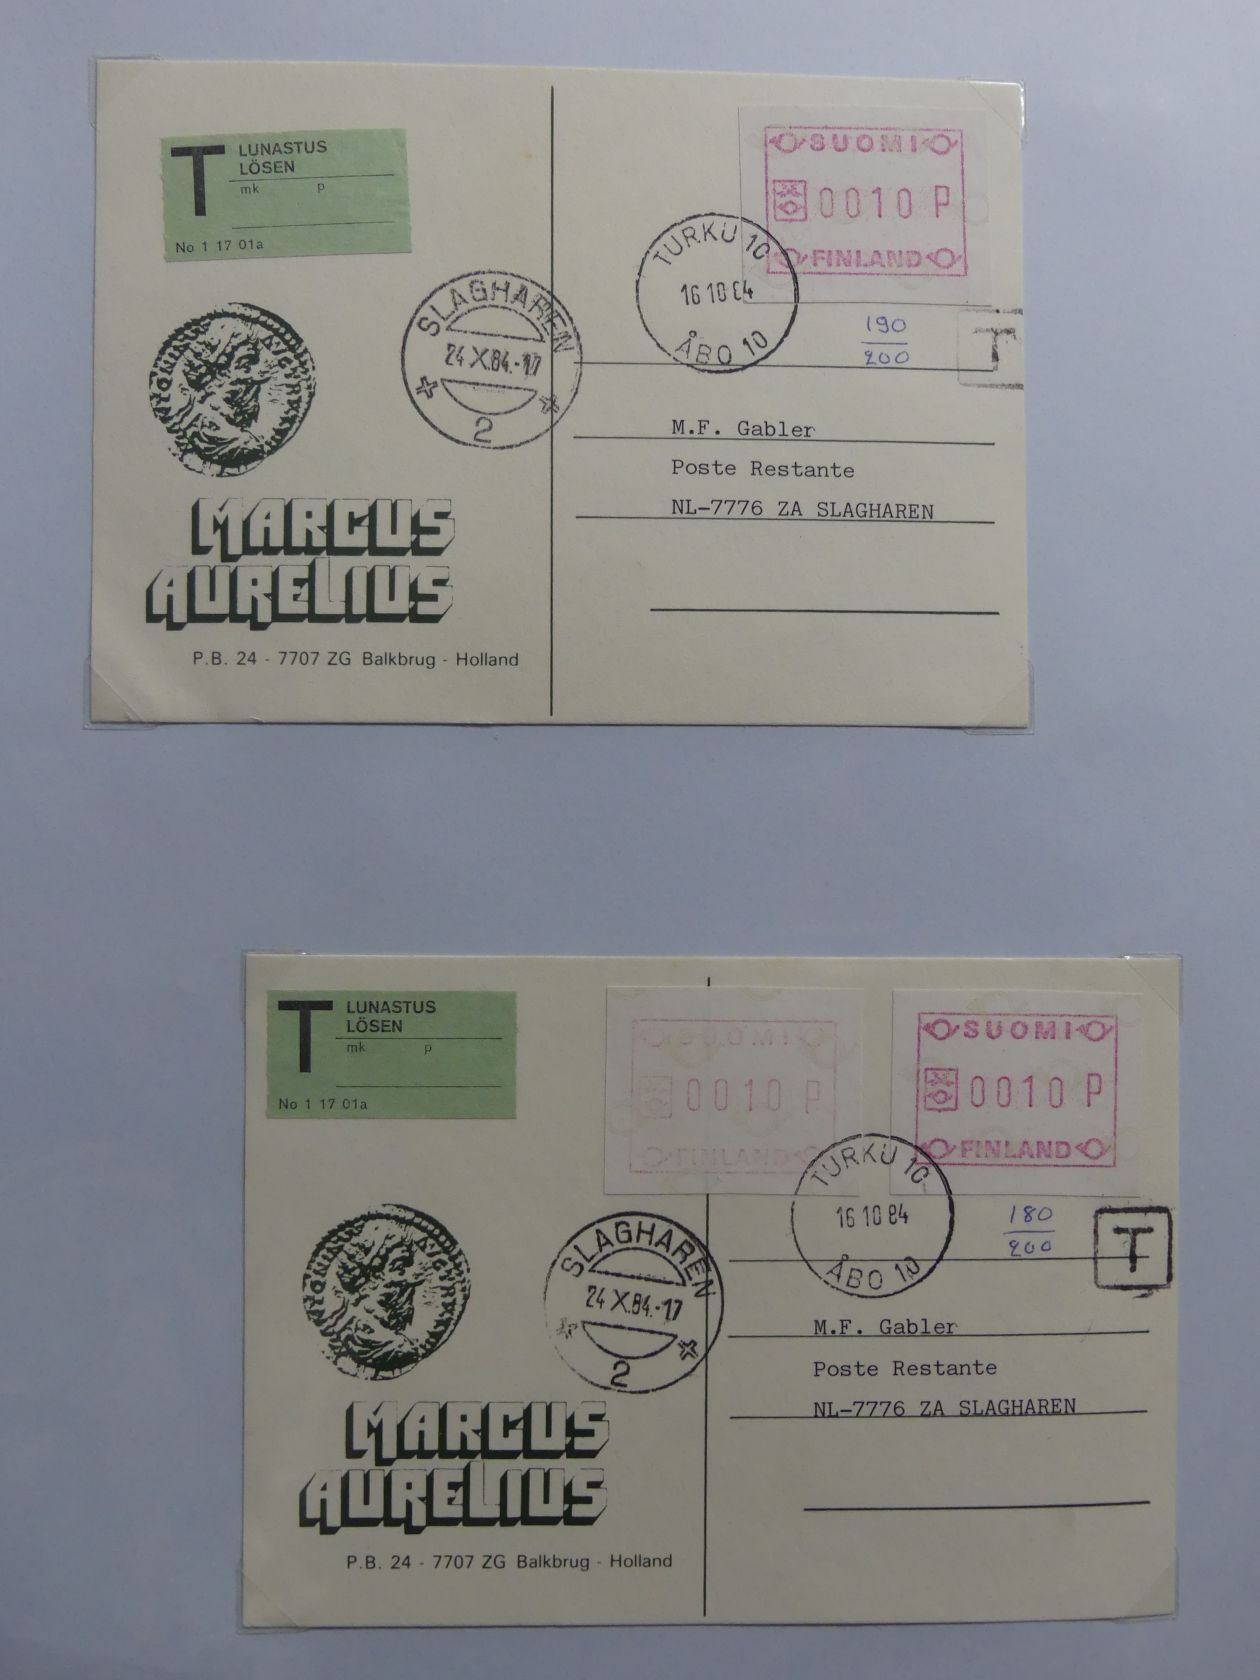 T LUNASTUS
LÖSEN
mk p
No 1 17 01a
SUOMI
0010 P
FINLAND
TURKU 10
16 10 84
ÅBO 10
190
200
T
SLAGHAREN
24 X.84.-17
2
M.F. Gabler
Poste Restante
NL-7776 ZA SLAGHAREN
MARCUS
AURELIUS
P.B. 24 - 7707 ZG Balkbrug - Holland
T LUNASTUS
LÖSEN
mk p
No 1 17 01a
SUOMI
0010 P
FINLAND
SUOMI
0010 P
FINLAND
TURKU 10
16 10 84
ÅBO 10
180
200
T
SLAGHAREN
24 X.84.-17
2
M.F. Gabler
Poste Restante
NL-7776 ZA SLAGHAREN
MARCUS
AURELIUS
P.B. 24 - 7707 ZG Balkbrug - Holland